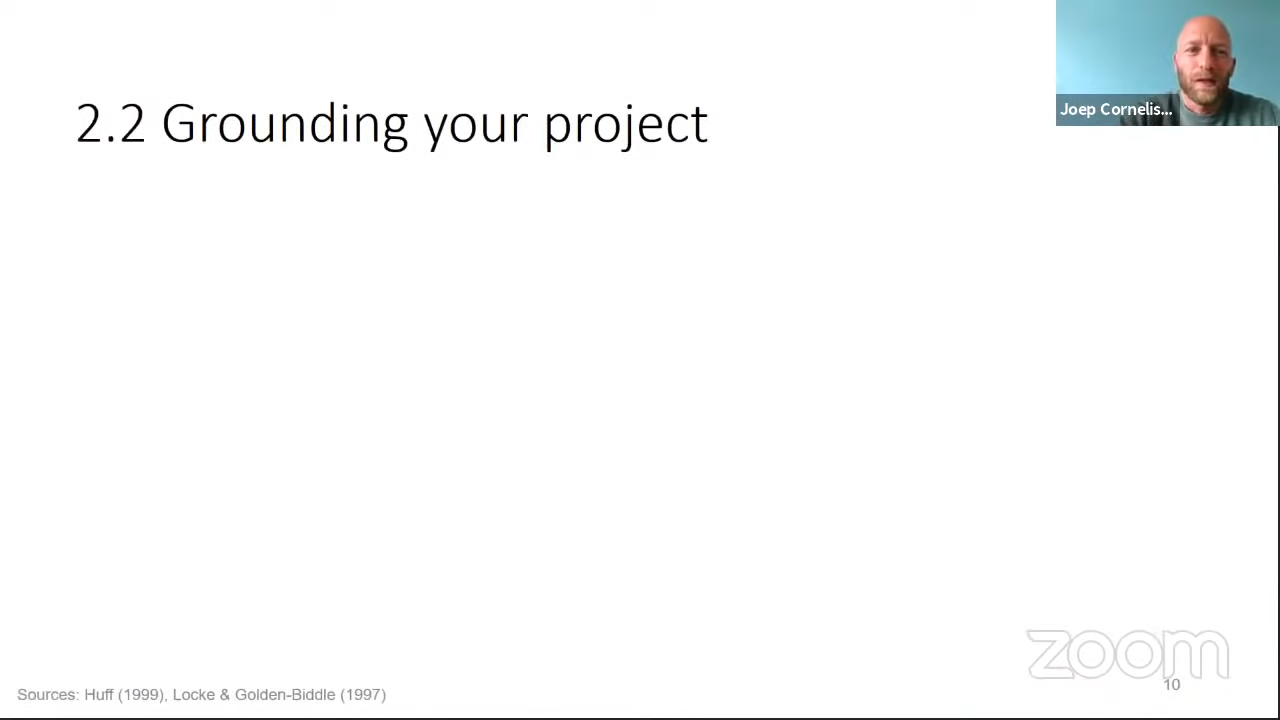 2.2 Grounding your project
Joep Cornelis...
zoom
10
Sources: Huff (1999), Locke & Golden-Biddle (1997)